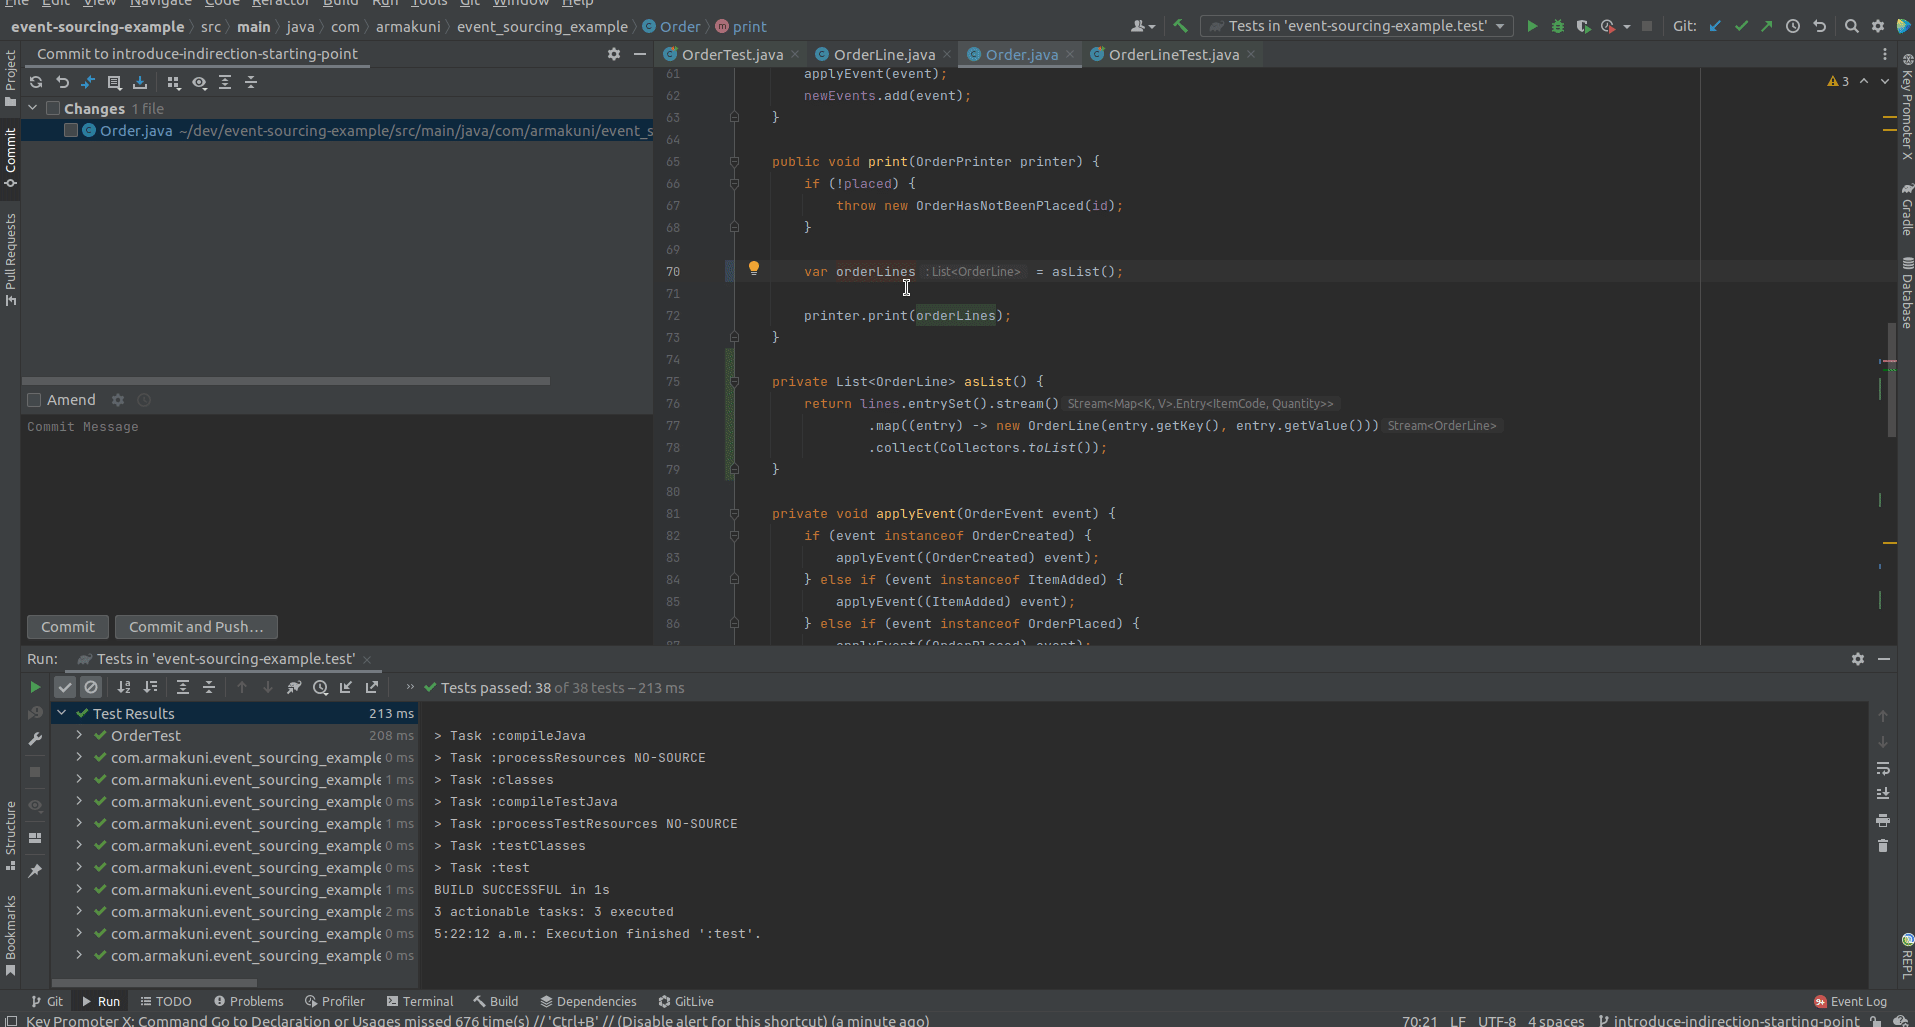 File Edit View Navigate Code Refactor Build Run Tools Git Window Help
event-sourcing-example > src > main > java > com > armakuni > event_sourcing_example > Order > print
Tests in 'event-sourcing-example.test'
Git:
Commit to introduce-indirection-starting-point
OrderTest.java
OrderLine.java
Order.java
OrderLineTest.java
Project
Commit
Pull Requests
Structure
Bookmarks
Changes 1 file
Order.java ~/dev/event-sourcing-example/src/main/java/com/armakuni/event_s
Amend
Commit Message
Commit
Commit and Push...
3
61 applyEvent(event);
62 newEvents.add(event);
63 }
64
65 public void print(OrderPrinter printer) {
66 if (!placed) {
67 throw new OrderHasNotBeenPlaced(id);
68 }
69
70 var orderLines : List<OrderLine> = asList();
71
72 printer.print(orderLines);
73 }
74
75 private List<OrderLine> asList() {
76 return lines.entrySet().stream() Stream<Map<K, V>.Entry<ItemCode, Quantity>>
77 .map((entry) -> new OrderLine(entry.getKey(), entry.getValue())) Stream<OrderLine>
78 .collect(Collectors.toList());
79 }
80
81 private void applyEvent(OrderEvent event) {
82 if (event instanceof OrderCreated) {
83 applyEvent((OrderCreated) event);
84 } else if (event instanceof ItemAdded) {
85 applyEvent((ItemAdded) event);
86 } else if (event instanceof OrderPlaced) {
87 applyEvent((OrderPlaced) event);
Key Promoter X
Gradle
Database
REPL
Run:
Tests in 'event-sourcing-example.test'
Tests passed: 38 of 38 tests – 213 ms
Test Results 213 ms
OrderTest 208 ms
com.armakuni.event_sourcing_example 0 ms
com.armakuni.event_sourcing_example 1 ms
com.armakuni.event_sourcing_example 0 ms
com.armakuni.event_sourcing_example 1 ms
com.armakuni.event_sourcing_example 0 ms
com.armakuni.event_sourcing_example 0 ms
com.armakuni.event_sourcing_example 1 ms
com.armakuni.event_sourcing_example 2 ms
com.armakuni.event_sourcing_example 0 ms
com.armakuni.event_sourcing_example 0 ms
> Task :compileJava
> Task :processResources NO-SOURCE
> Task :classes
> Task :compileTestJava
> Task :processTestResources NO-SOURCE
> Task :testClasses
> Task :test
BUILD SUCCESSFUL in 1s
3 actionable tasks: 3 executed
5:22:12 a.m.: Execution finished ':test'.
Git
Run
TODO
Problems
Profiler
Terminal
Build
Dependencies
GitLive
9+ Event Log
Key Promoter X: Command Go to Declaration or Usages missed 676 time(s) // 'Ctrl+B' // (Disable alert for this shortcut) (a minute ago)
70:21 LF UTF-8 4 spaces introduce-indirection-starting-point